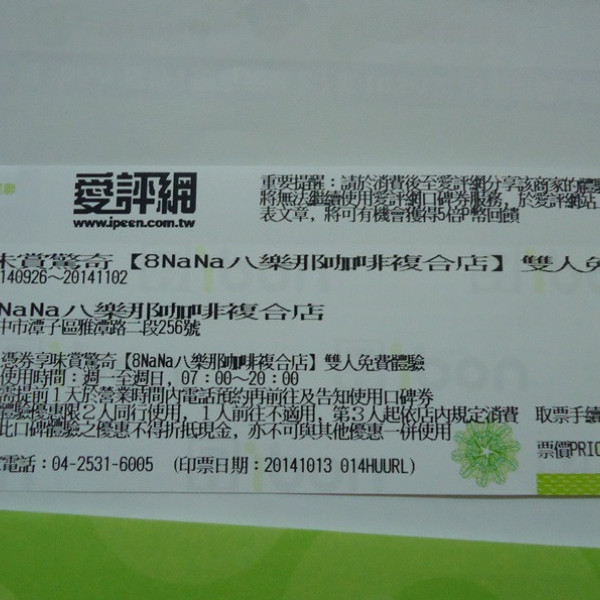 愛評網
www.ipeen.com.tw
重要提醒：請於消費後至愛評網分享該商家的體驗
將無法繼續使用愛評網口碑券服務，於愛評網站上
表文章，將可有機會獲得5倍P幣回饋
味賞驚奇【8NaNa八樂那咖啡複合店】雙人免
140926～20141102
NaNa八樂那咖啡複合店
中市潭子區雅潭路二段256號
憑券享味賞驚奇【8NaNa八樂那咖啡複合店】雙人免費體驗
使用時間：週一至週日，07：00～20：00
需提前1天於營業時間內電話預約再前往及告知使用口碑券
體驗優惠限2人同行使用，1人前往不適用，第3人起依店內規定消費
此口碑體驗之優惠不得折抵現金，亦不可與其他優惠一併使用
電話：04-2531-6005 (印票日期：20141013 014HUURL)
取票手續
票價PRIC